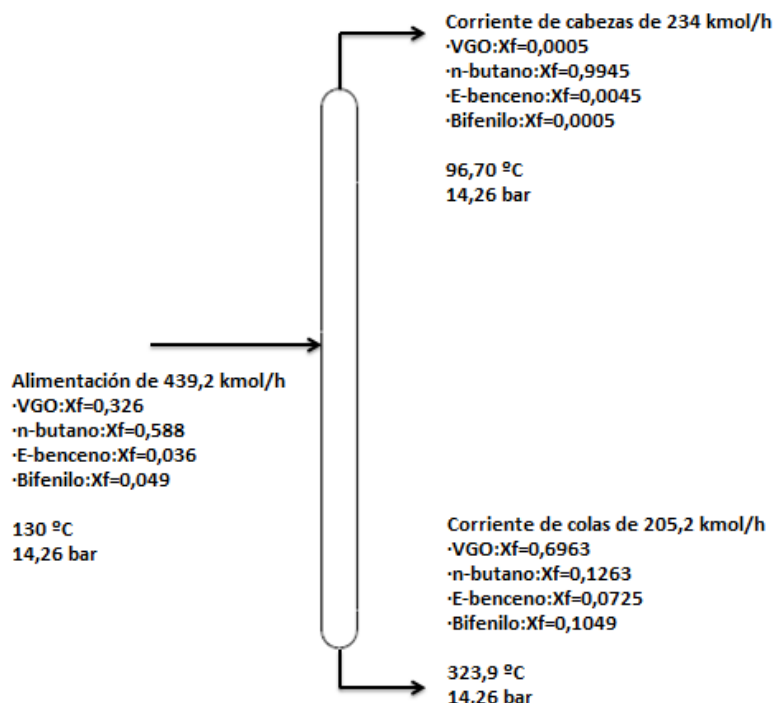 Corriente de cabezas de 234 kmol/h
·VGO:Xf=0,0005
·n-butano:Xf=0,9945
·E-benceno:Xf=0,0045
·Bifenilo:Xf=0,0005
96,70 ºC
14,26 bar
Alimentación de 439,2 kmol/h
·VGO:Xf=0,326
·n-butano:Xf=0,588
·E-benceno:Xf=0,036
·Bifenilo:Xf=0,049
130 ºC
14,26 bar
Corriente de colas de 205,2 kmol/h
·VGO:Xf=0,6963
·n-butano:Xf=0,1263
·E-benceno:Xf=0,0725
·Bifenilo:Xf=0,1049
323,9 ºC
14,26 bar